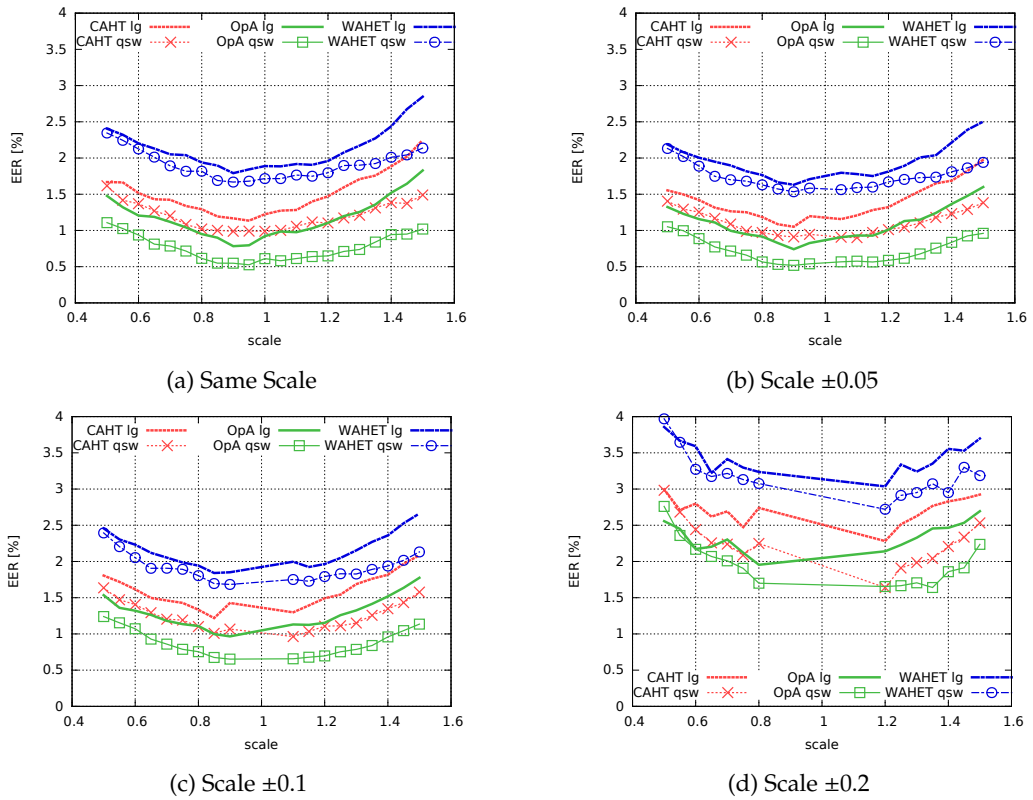 CAHT lg OpA lg WAHET lg
CAHT qsw OpA qsw WAHET qsw
4
3.5
3
2.5
2
1.5
1
0.5
0
EER [%]
0.4 0.6 0.8 1 1.2 1.4 1.6
scale
(a) Same Scale
CAHT lg OpA lg WAHET lg
CAHT qsw OpA qsw WAHET qsw
4
3.5
3
2.5
2
1.5
1
0.5
0
EER [%]
0.4 0.6 0.8 1 1.2 1.4 1.6
scale
(b) Scale ±0.05
CAHT lg OpA lg WAHET lg
CAHT qsw OpA qsw WAHET qsw
4
3.5
3
2.5
2
1.5
1
0.5
0
EER [%]
0.4 0.6 0.8 1 1.2 1.4 1.6
scale
(c) Scale ±0.1
4
3.5
3
2.5
2
1.5
1
0.5
0
EER [%]
CAHT lg OpA lg WAHET lg
CAHT qsw OpA qsw WAHET qsw
0.4 0.6 0.8 1 1.2 1.4 1.6
scale
(d) Scale ±0.2